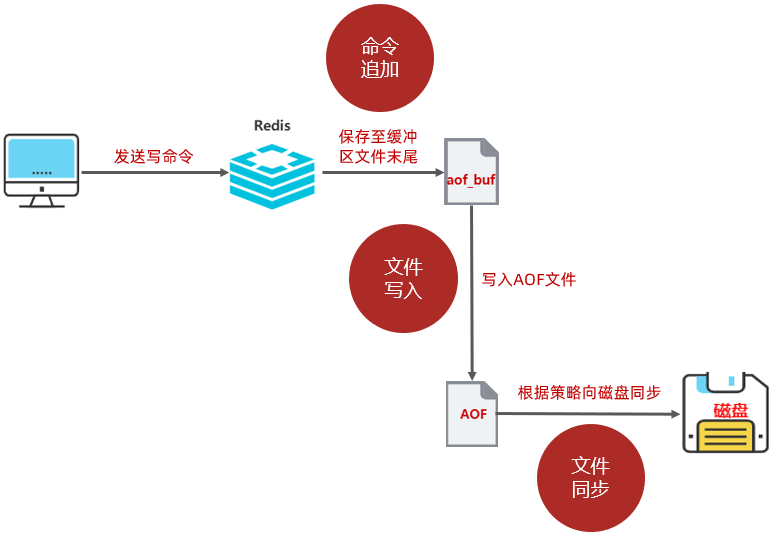 命令
追加
Redis
发送写命令
保存至缓冲
区文件末尾
aof_buf
文件
写入
写入AOF文件
AOF
根据策略向磁盘同步
磁盘
文件
同步